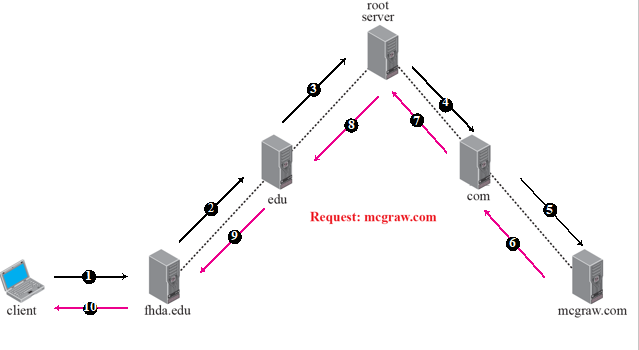 root
server
3
4
8
7
edu
com
2
5
Request: mcgraw.com
9
6
1
10
client
fhda.edu
mcgraw.com